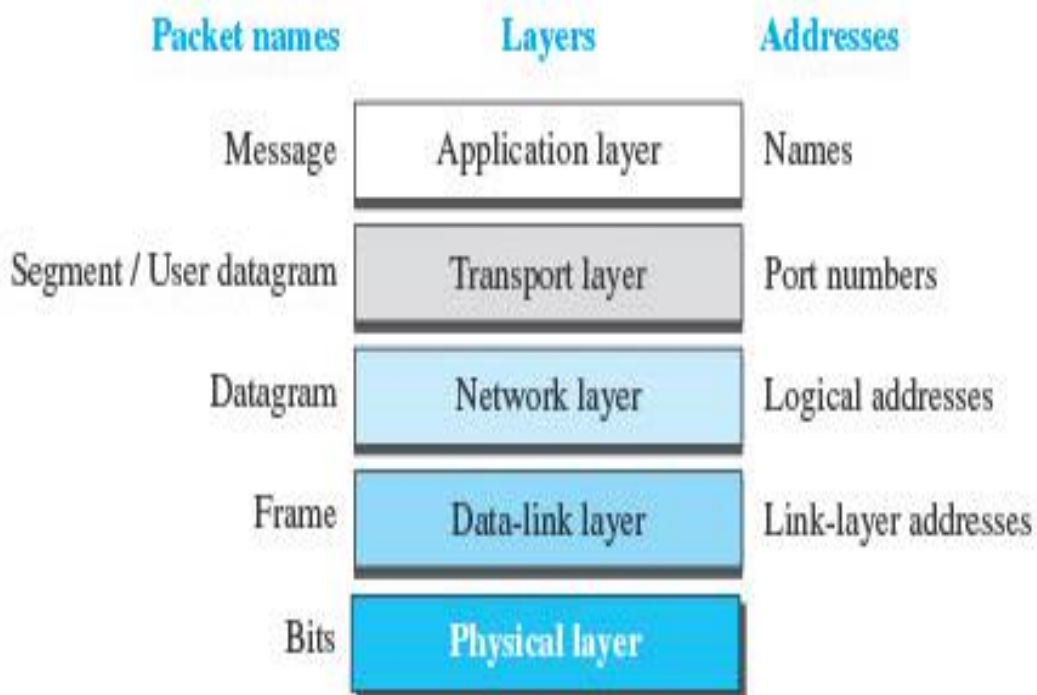 Packet names Layers Addresses
Message Application layer Names
Segment / User datagram Transport layer Port numbers
Datagram Network layer Logical addresses
Frame Data-link layer Link-layer addresses
Bits Physical layer